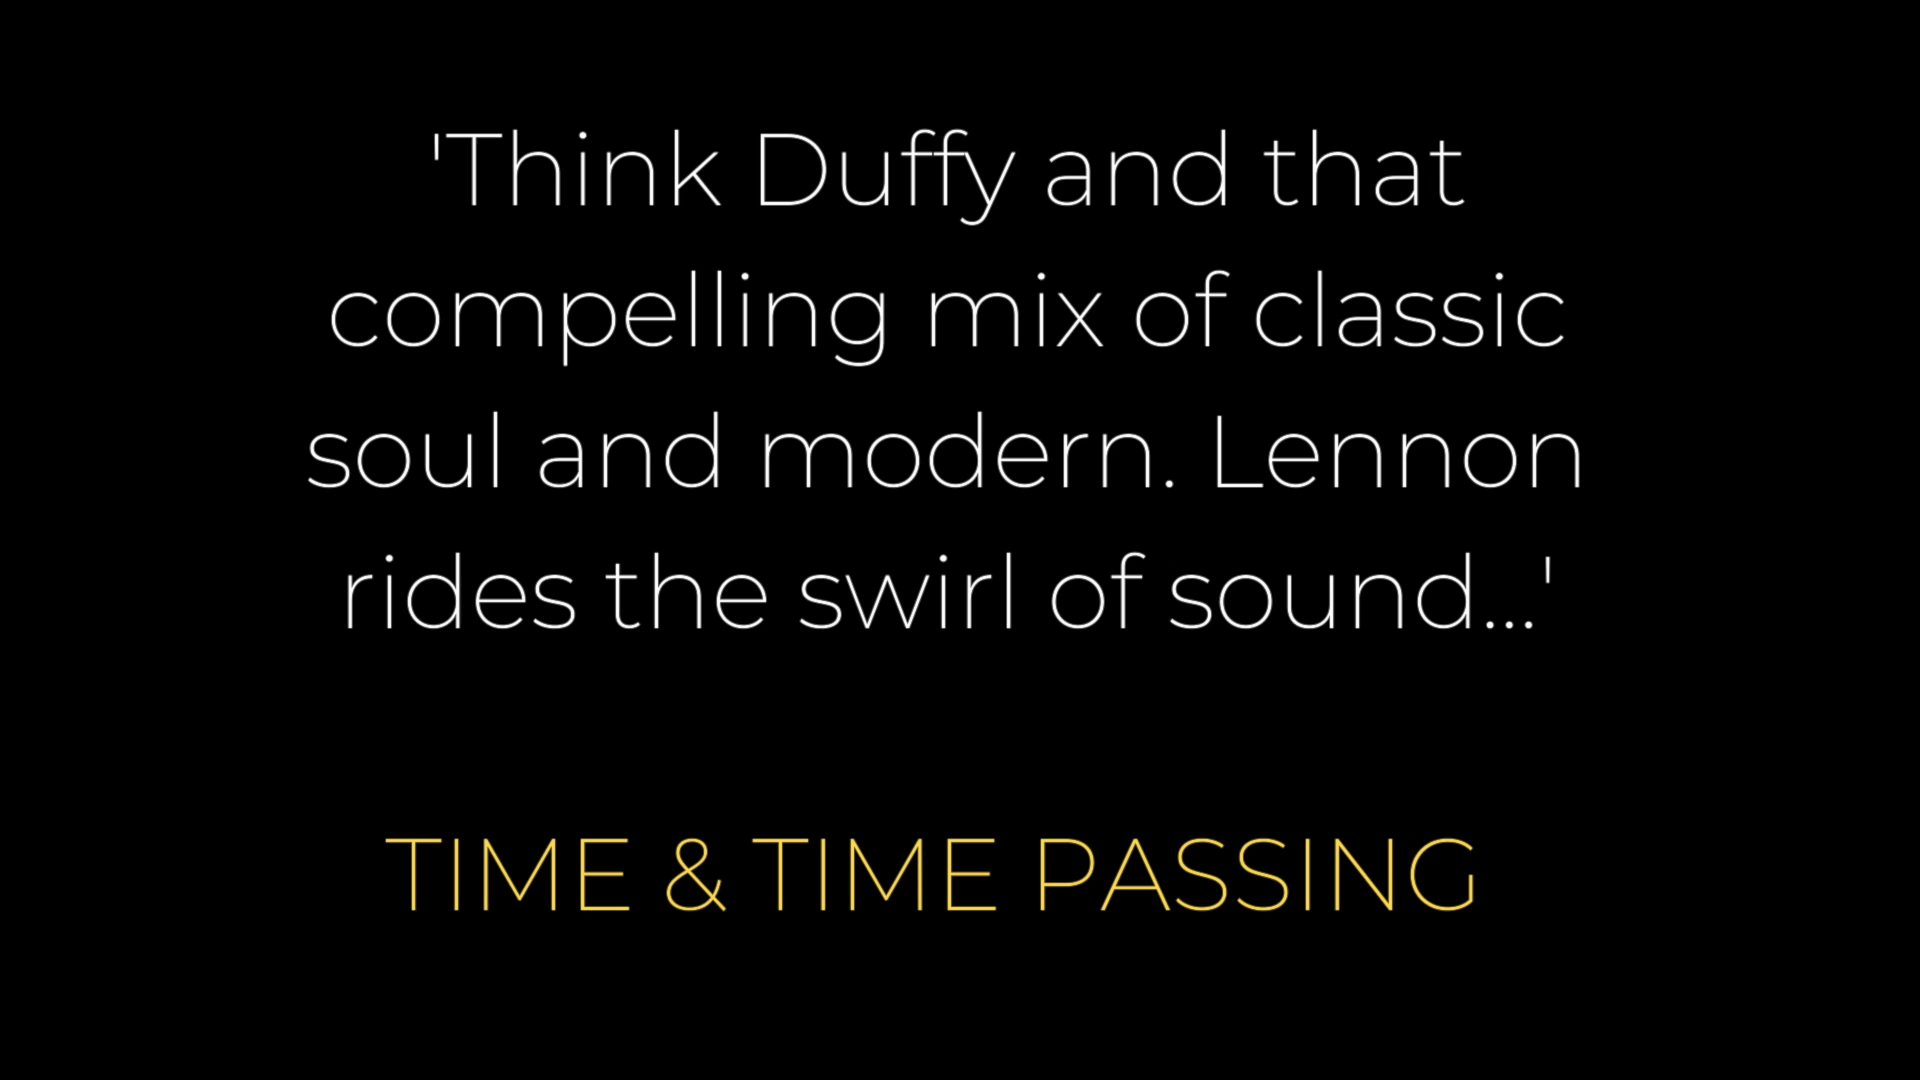 'Think Duffy and that
compelling mix of classic
soul and modern. Lennon
rides the swirl of sound...'
TIME & TIME PASSING